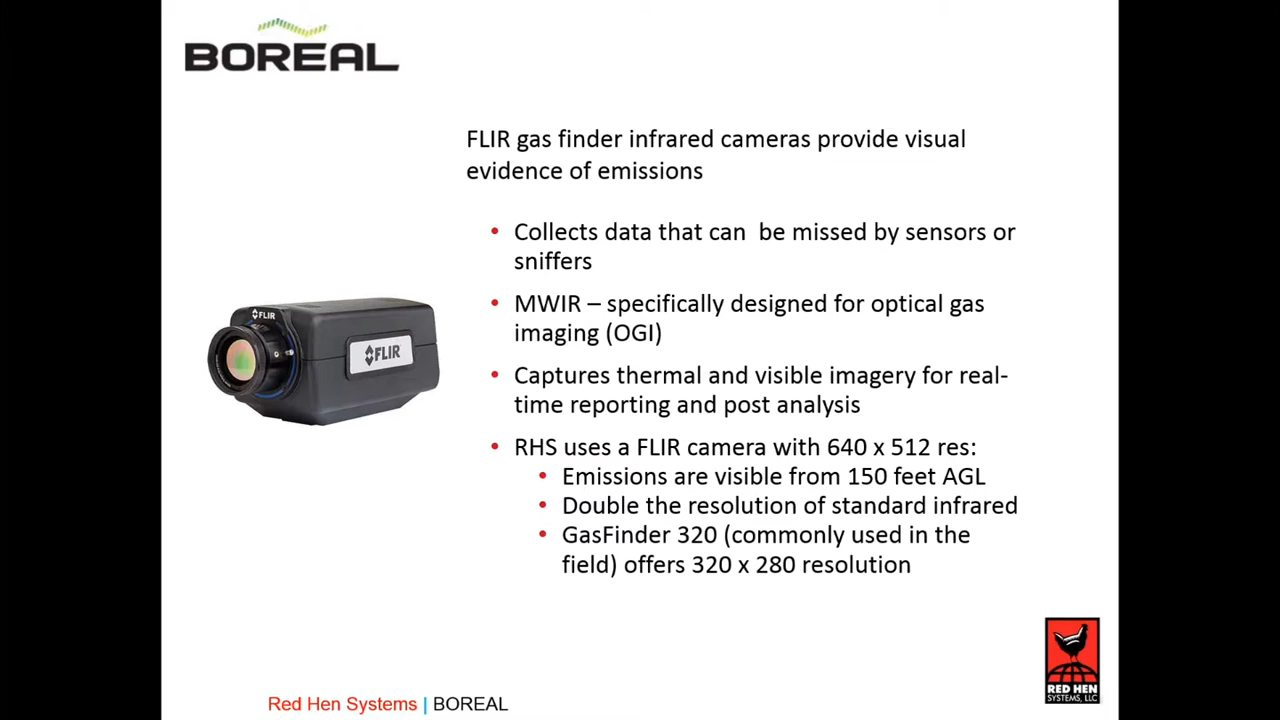 BOREAL
FLIR gas finder infrared cameras provide visual
evidence of emissions
• Collects data that can  be missed by sensors or
sniffers
• MWIR – specifically designed for optical gas
imaging (OGI)
• Captures thermal and visible imagery for real-
time reporting and post analysis
• RHS uses a FLIR camera with 640 x 512 res:
• Emissions are visible from 150 feet AGL
• Double the resolution of standard infrared
• GasFinder 320 (commonly used in the
field) offers 320 x 280 resolution
FLIR
FLIR
RED HEN
SYSTEMS, LLC
Red Hen Systems | BOREAL